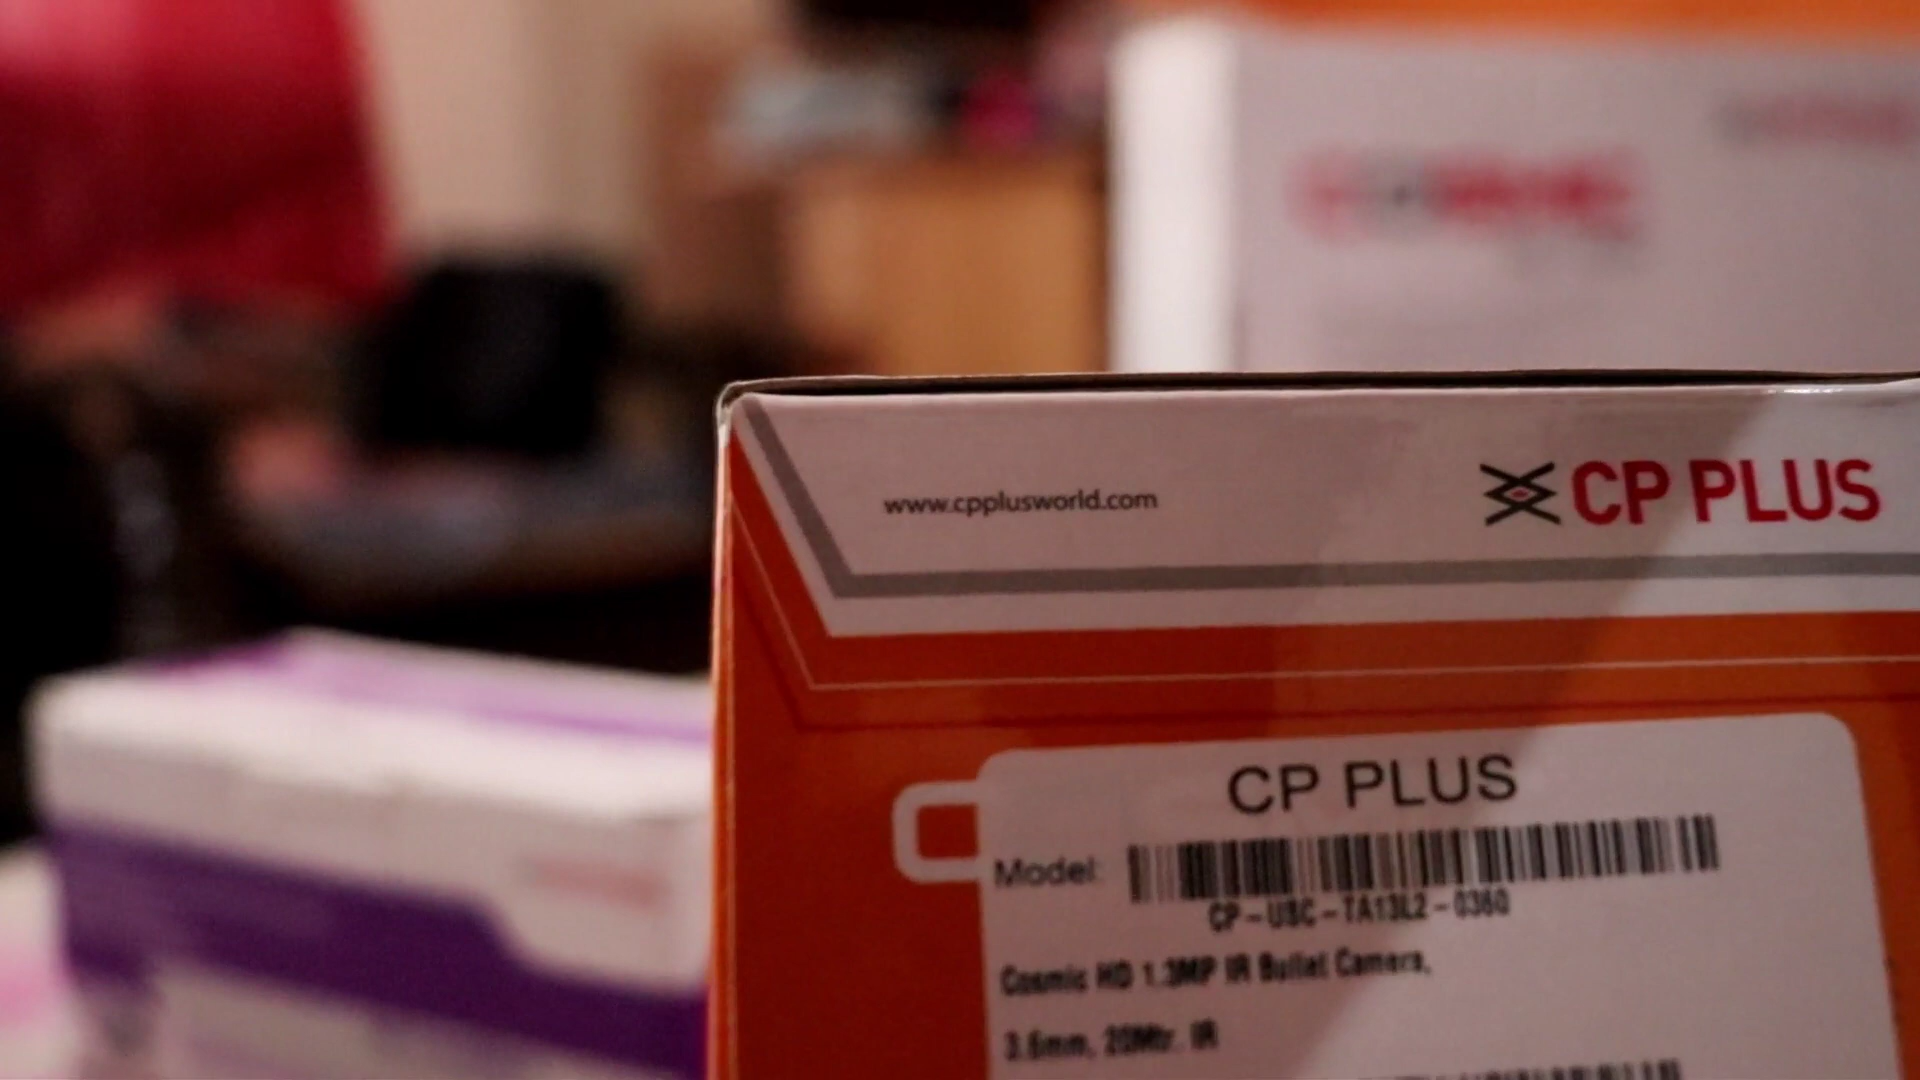 www.cpplusworld.com
CP PLUS
CP PLUS
Model:
CP-USC-TA13L2-0360
Cosmic HD 1.3MP IR Bullet Camera,
3.6mm, 20Mtr. IR